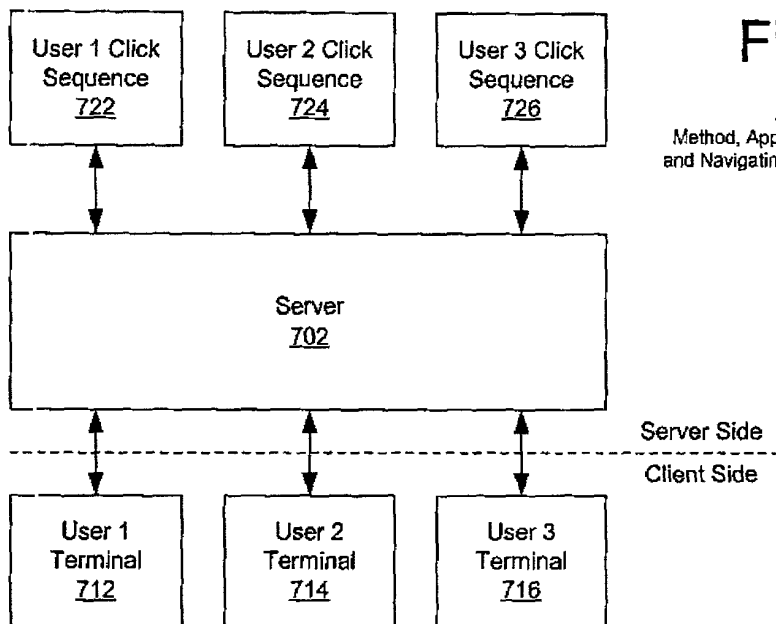 User 1 Click
Sequence
722
User 2 Click
Sequence
724
User 3 Click
Sequence
726
F
Method, App
and Navigatin
Server
702
Server Side
Client Side
User 1
Terminal
712
User 2
Terminal
714
User 3
Terminal
716